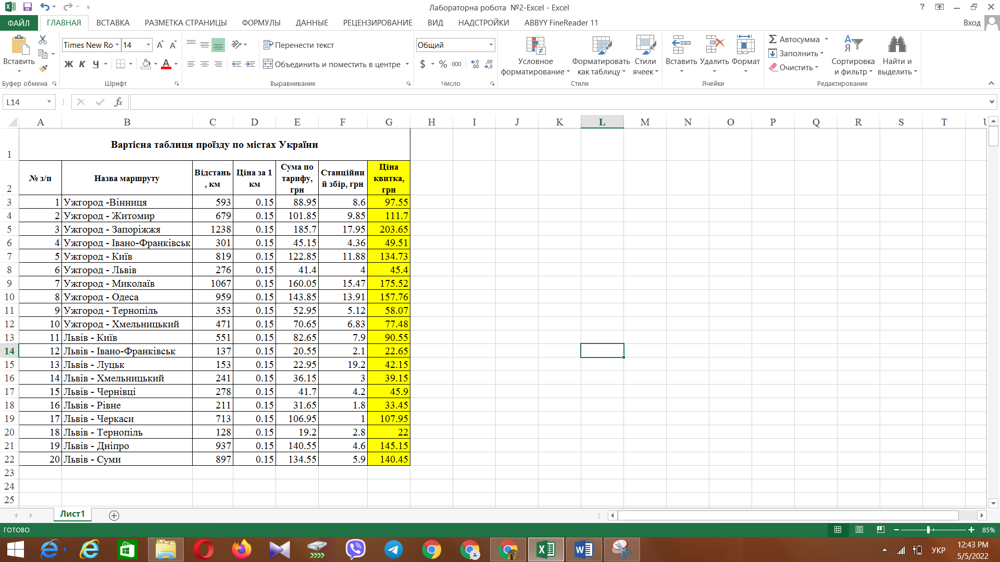 Лабораторна робота №2-Excel - Excel
?
ФАЙЛ ГЛАВНАЯ ВСТАВКА РАЗМЕТКА СТРАНИЦЫ ФОРМУЛЫ ДАННЫЕ РЕЦЕНЗИРОВАНИЕ ВИД НАДСТРОЙКИ ABBYY FineReader 11 Вход
Вставить
Буфер обмена
Times New Ro 14
Ж К Ч
Шрифт
Перенести текст
Объединить и поместить в центре
Выравнивание
Общий
$ % 000
Число
Условное форматирование
Форматировать как таблицу
Стили ячеек
Стили
Вставить Удалить Формат
Ячейки
Автосумма
Заполнить
Очистить
Сортировка и фильтр
Найти и выделить
Редактирование
L14 fx
A B C D E F G H I J K L M N O P Q R S T U
1 Вартісна таблиця проїзду по містах України
2 № з/п Назва маршруту Відстань, км Ціна за 1 км Сума по тарифу, грн Станційний збір, грн Ціна квитка, грн
3 1 Ужгород -Вінниця 593 0.15 88.95 8.6 97.55
4 2 Ужгород - Житомир 679 0.15 101.85 9.85 111.7
5 3 Ужгород - Запоріжжя 1238 0.15 185.7 17.95 203.65
6 4 Ужгород - Івано-Франківськ 301 0.15 45.15 4.36 49.51
7 5 Ужгород - Київ 819 0.15 122.85 11.88 134.73
8 6 Ужгород - Львів 276 0.15 41.4 4 45.4
9 7 Ужгород - Миколаїв 1067 0.15 160.05 15.47 175.52
10 8 Ужгород - Одеса 959 0.15 143.85 13.91 157.76
11 9 Ужгород - Тернопіль 353 0.15 52.95 5.12 58.07
12 10 Ужгород - Хмельницький 471 0.15 70.65 6.83 77.48
13 11 Львів - Київ 551 0.15 82.65 7.9 90.55
14 12 Львів - Івано-Франківськ 137 0.15 20.55 2.1 22.65
15 13 Львів - Луцьк 153 0.15 22.95 19.2 42.15
16 14 Львів - Хмельницький 241 0.15 36.15 3 39.15
17 15 Львів - Чернівці 278 0.15 41.7 4.2 45.9
18 16 Львів - Рівне 211 0.15 31.65 1.8 33.45
19 17 Львів - Черкаси 713 0.15 106.95 1 107.95
20 18 Львів - Тернопіль 128 0.15 19.2 2.8 22
21 19 Львів - Дніпро 937 0.15 140.55 4.6 145.15
22 20 Львів - Суми 897 0.15 134.55 5.9 140.45
23
24
25
Лист1
ГОТОВО 85%
УКР 12:43 PM
5/5/2022